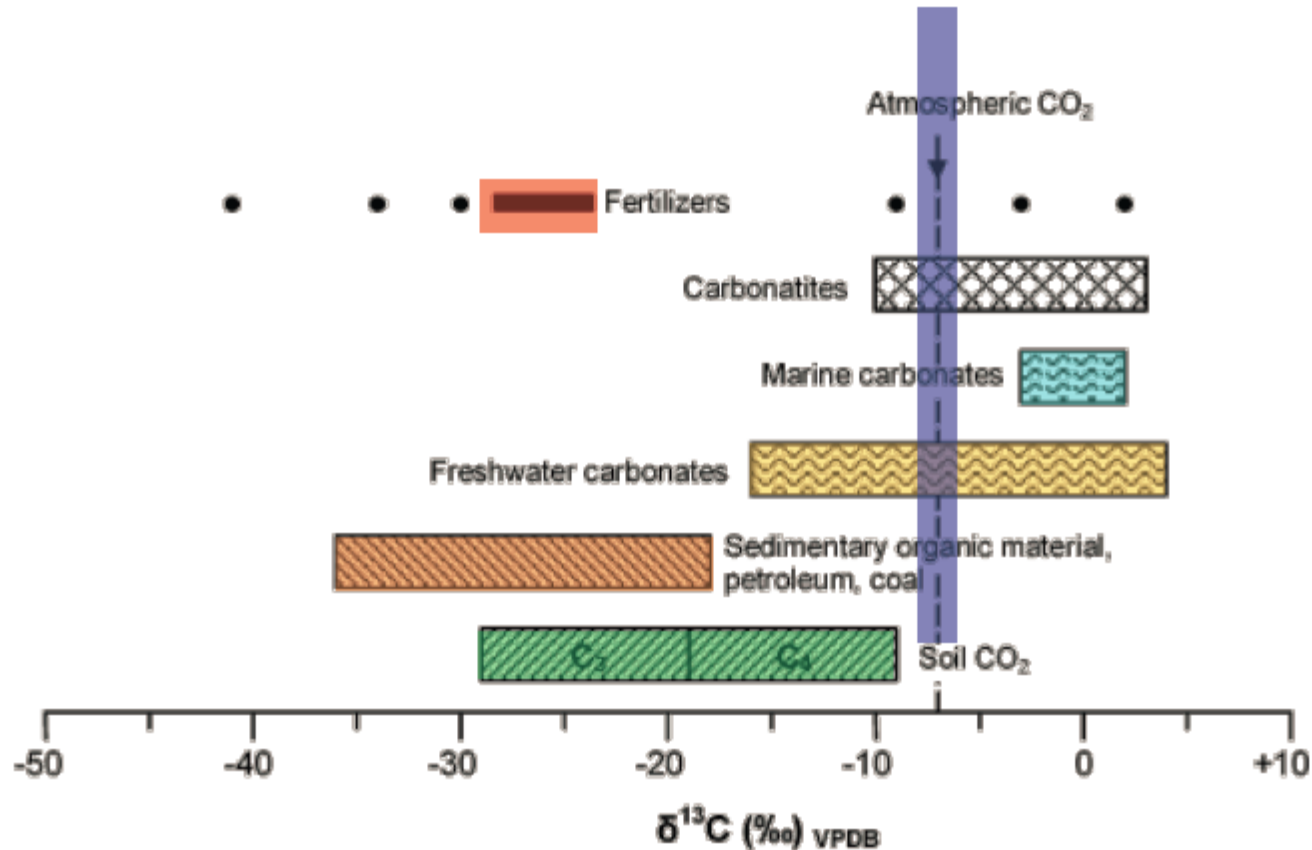 Atmospheric CO₂
Fertilizers
Carbonatites
Marine carbonates
Freshwater carbonates
Sedimentary organic material,
petroleum, coal
C₃ C₄ Soil CO₂
-50 -40 -30 -20 -10 0 +10
δ¹³C (‰) VPDB